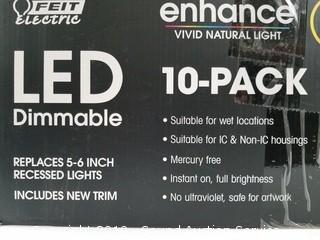 FEIT
electric
enhance
VIVID NATURAL LIGHT
LED
Dimmable
10-PACK
• Suitable for wet locations
• Suitable for IC & Non-IC housings
• Mercury free
• Instant on, full brightness
• No ultraviolet, safe for artwork
REPLACES 5-6 INCH
RECESSED LIGHTS
INCLUDES NEW TRIM